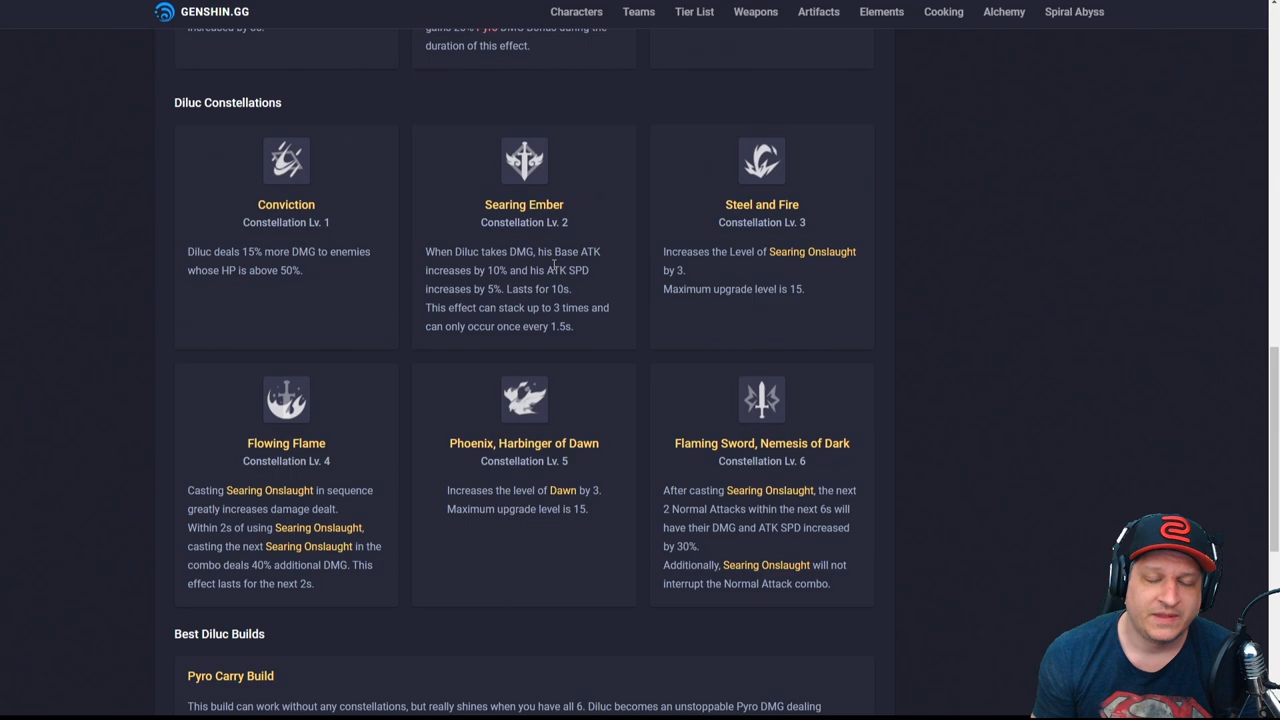 GENSHIN.GG
Characters
Teams
Tier List
Weapons
Artifacts
Elements
Cooking
Alchemy
Spiral Abyss
duration of this effect.
Diluc Constellations
Conviction
Constellation Lv. 1
Diluc deals 15% more DMG to enemies
whose HP is above 50%.
Searing Ember
Constellation Lv. 2
When Diluc takes DMG, his Base ATK
increases by 10% and his ATK SPD
increases by 5%. Lasts for 10s.
This effect can stack up to 3 times and
can only occur once every 1.5s.
Steel and Fire
Constellation Lv. 3
Increases the Level of Searing Onslaught
by 3.
Maximum upgrade level is 15.
Flowing Flame
Constellation Lv. 4
Casting Searing Onslaught in sequence
greatly increases damage dealt.
Within 2s of using Searing Onslaught,
casting the next Searing Onslaught in the
combo deals 40% additional DMG. This
effect lasts for the next 2s.
Phoenix, Harbinger of Dawn
Constellation Lv. 5
Increases the level of Dawn by 3.
Maximum upgrade level is 15.
Flaming Sword, Nemesis of Dark
Constellation Lv. 6
After casting Searing Onslaught, the next
2 Normal Attacks within the next 6s will
have their DMG and ATK SPD increased
by 30%.
Additionally, Searing Onslaught will not
interrupt the Normal Attack combo.
Best Diluc Builds
Pyro Carry Build
This build can work without any constellations, but really shines when you have all 6. Diluc becomes an unstoppable Pyro DMG dealing